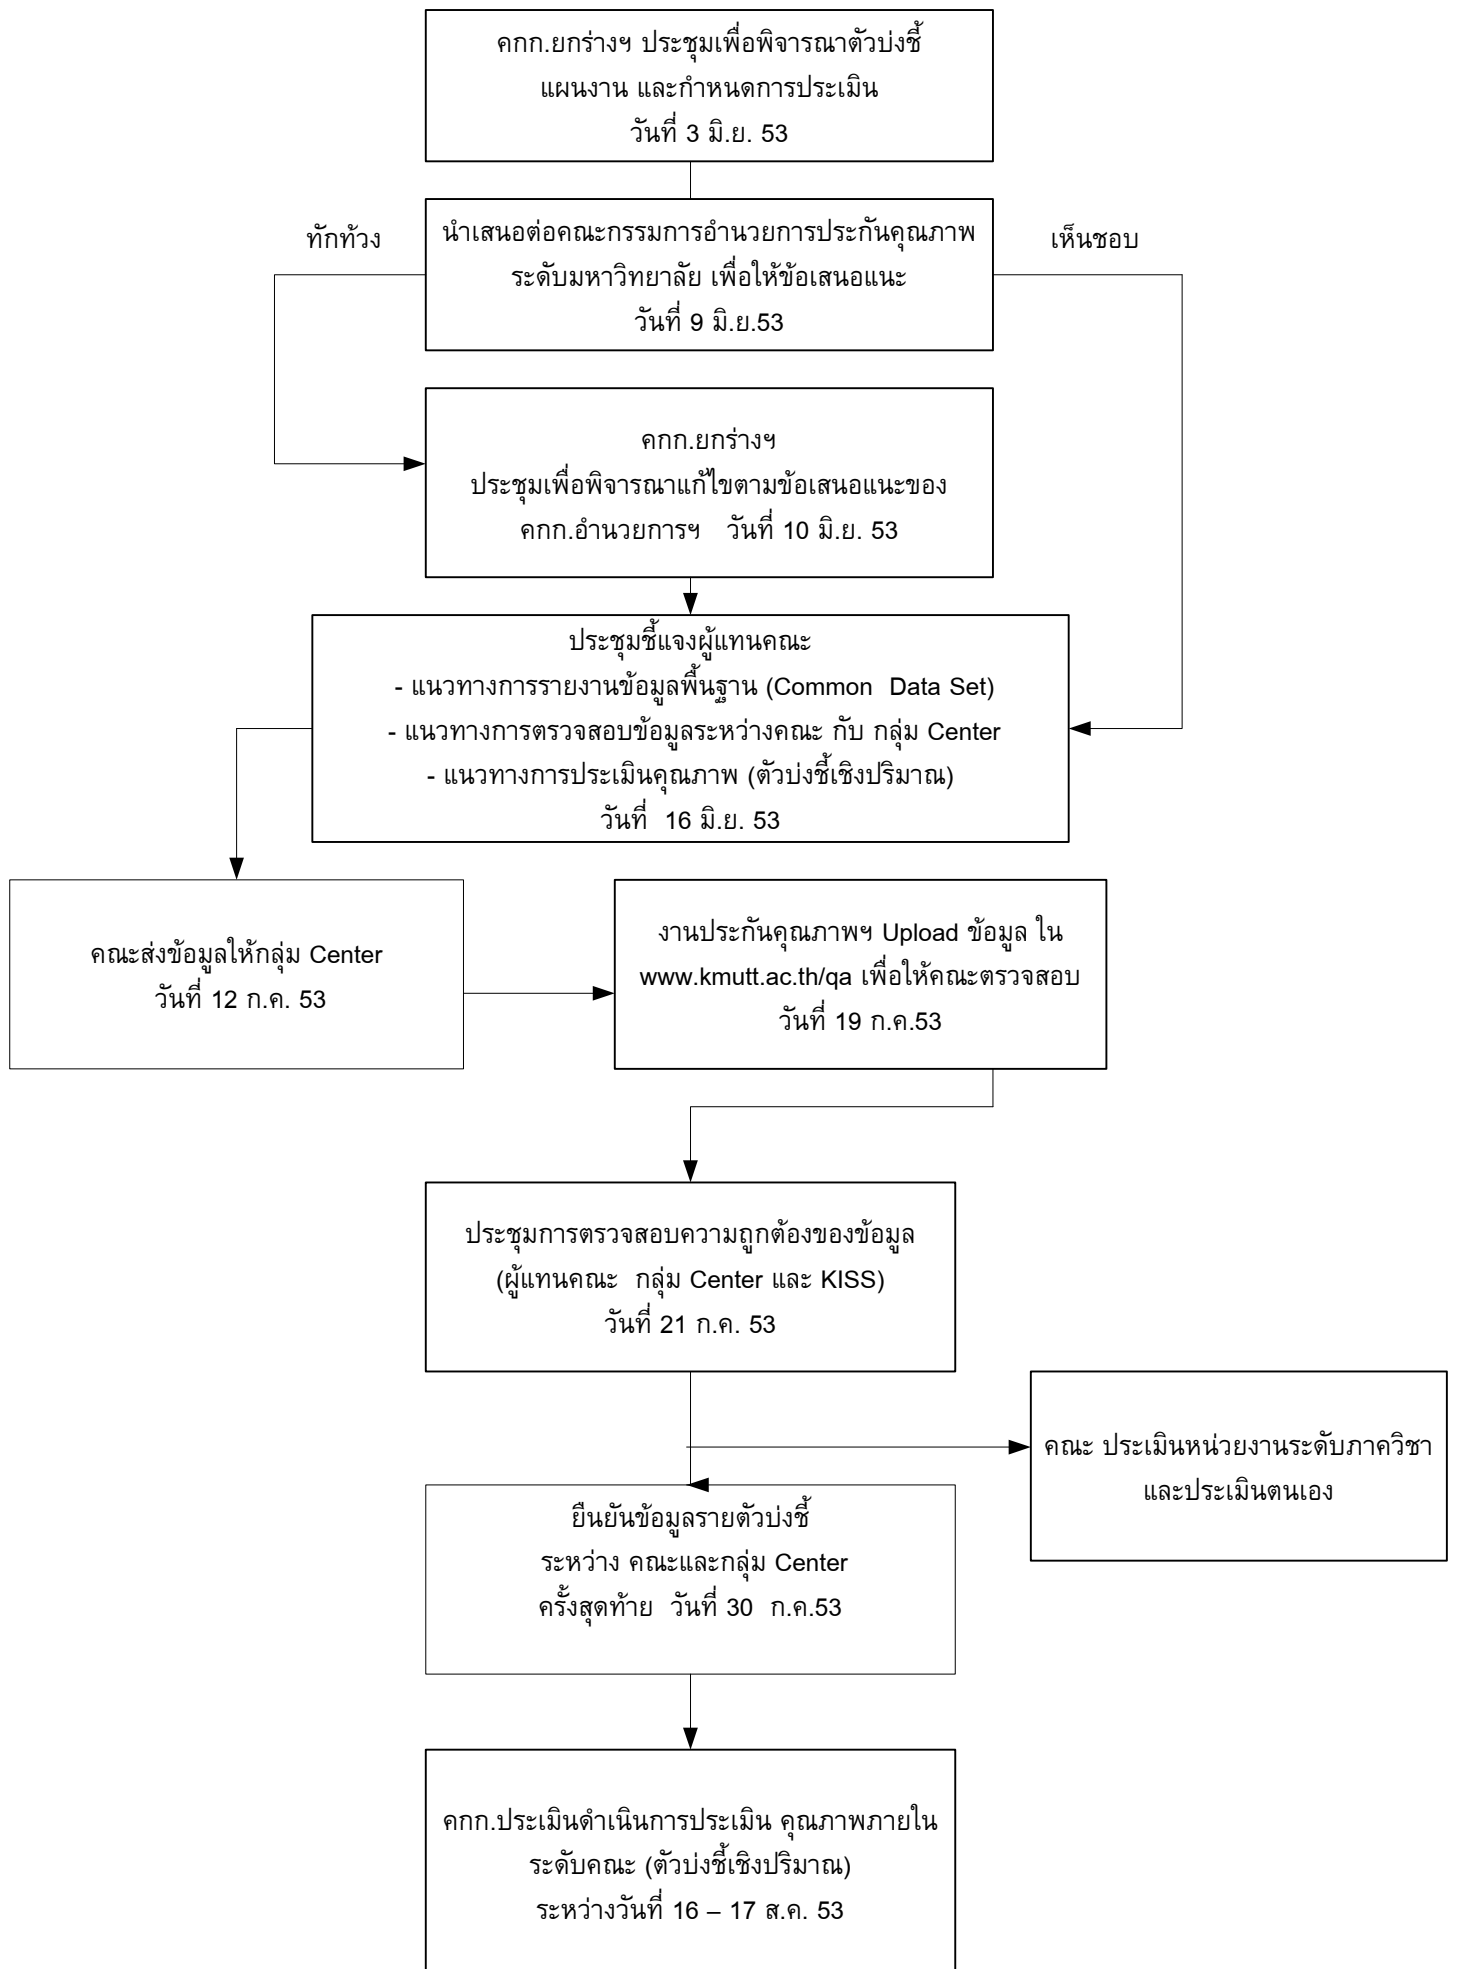 คกก.ยกร่างฯ ประชุมเพื่อพิจารณาตัวบ่งชี้
แผนงาน และกำหนดการประเมิน
วันที่ 3 มิ.ย. 53
ทักท้วง
นำเสนอต่อคณะกรรมการอำนวยการประกันคุณภาพ
ระดับมหาวิทยาลัย เพื่อให้ข้อเสนอแนะ
วันที่ 9 มิ.ย.53
เห็นชอบ
คกก.ยกร่างฯ
ประชุมเพื่อพิจารณาแก้ไขตามข้อเสนอแนะของ
คกก.อำนวยการฯ วันที่ 10 มิ.ย. 53
ประชุมชี้แจงผู้แทนคณะ
- แนวทางการรายงานข้อมูลพื้นฐาน (Common Data Set)
- แนวทางการตรวจสอบข้อมูลระหว่างคณะ กับ กลุ่ม Center
- แนวทางการประเมินคุณภาพ (ตัวบ่งชี้เชิงปริมาณ)
วันที่ 16 มิ.ย. 53
คณะส่งข้อมูลให้กลุ่ม Center
วันที่ 12 ก.ค. 53
งานประกันคุณภาพฯ Upload ข้อมูล ใน
www.kmutt.ac.th/qa เพื่อให้คณะตรวจสอบ
วันที่ 19 ก.ค.53
ประชุมการตรวจสอบความถูกต้องของข้อมูล
(ผู้แทนคณะ กลุ่ม Center และ KISS)
วันที่ 21 ก.ค. 53
คณะ ประเมินหน่วยงานระดับภาควิชา
และประเมินตนเอง
ยืนยันข้อมูลรายตัวบ่งชี้
ระหว่าง คณะและกลุ่ม Center
ครั้งสุดท้าย วันที่ 30 ก.ค.53
คกก.ประเมินดำเนินการประเมิน คุณภาพภายใน
ระดับคณะ (ตัวบ่งชี้เชิงปริมาณ)
ระหว่างวันที่ 16 – 17 ส.ค. 53